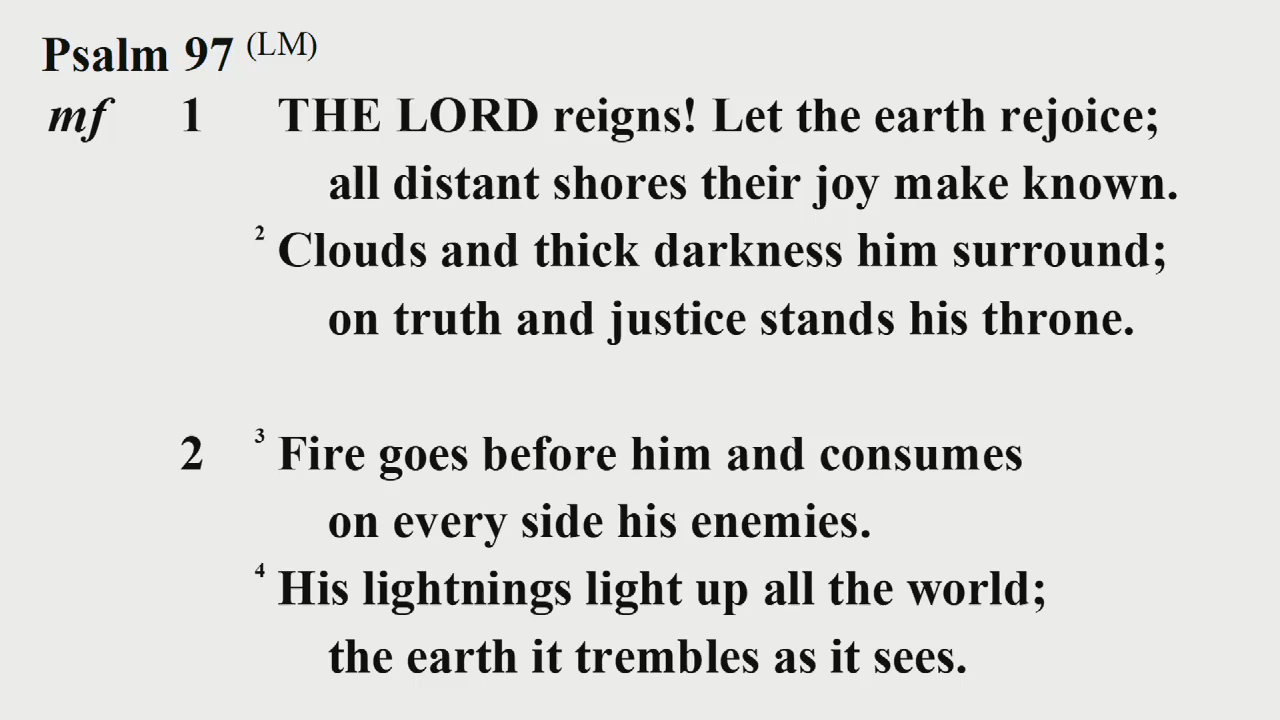 Psalm 97 (LM)
mf 1 THE LORD reigns! Let the earth rejoice;
all distant shores their joy make known.
2 Clouds and thick darkness him surround;
on truth and justice stands his throne.
2 3 Fire goes before him and consumes
on every side his enemies.
4 His lightnings light up all the world;
the earth it trembles as it sees.